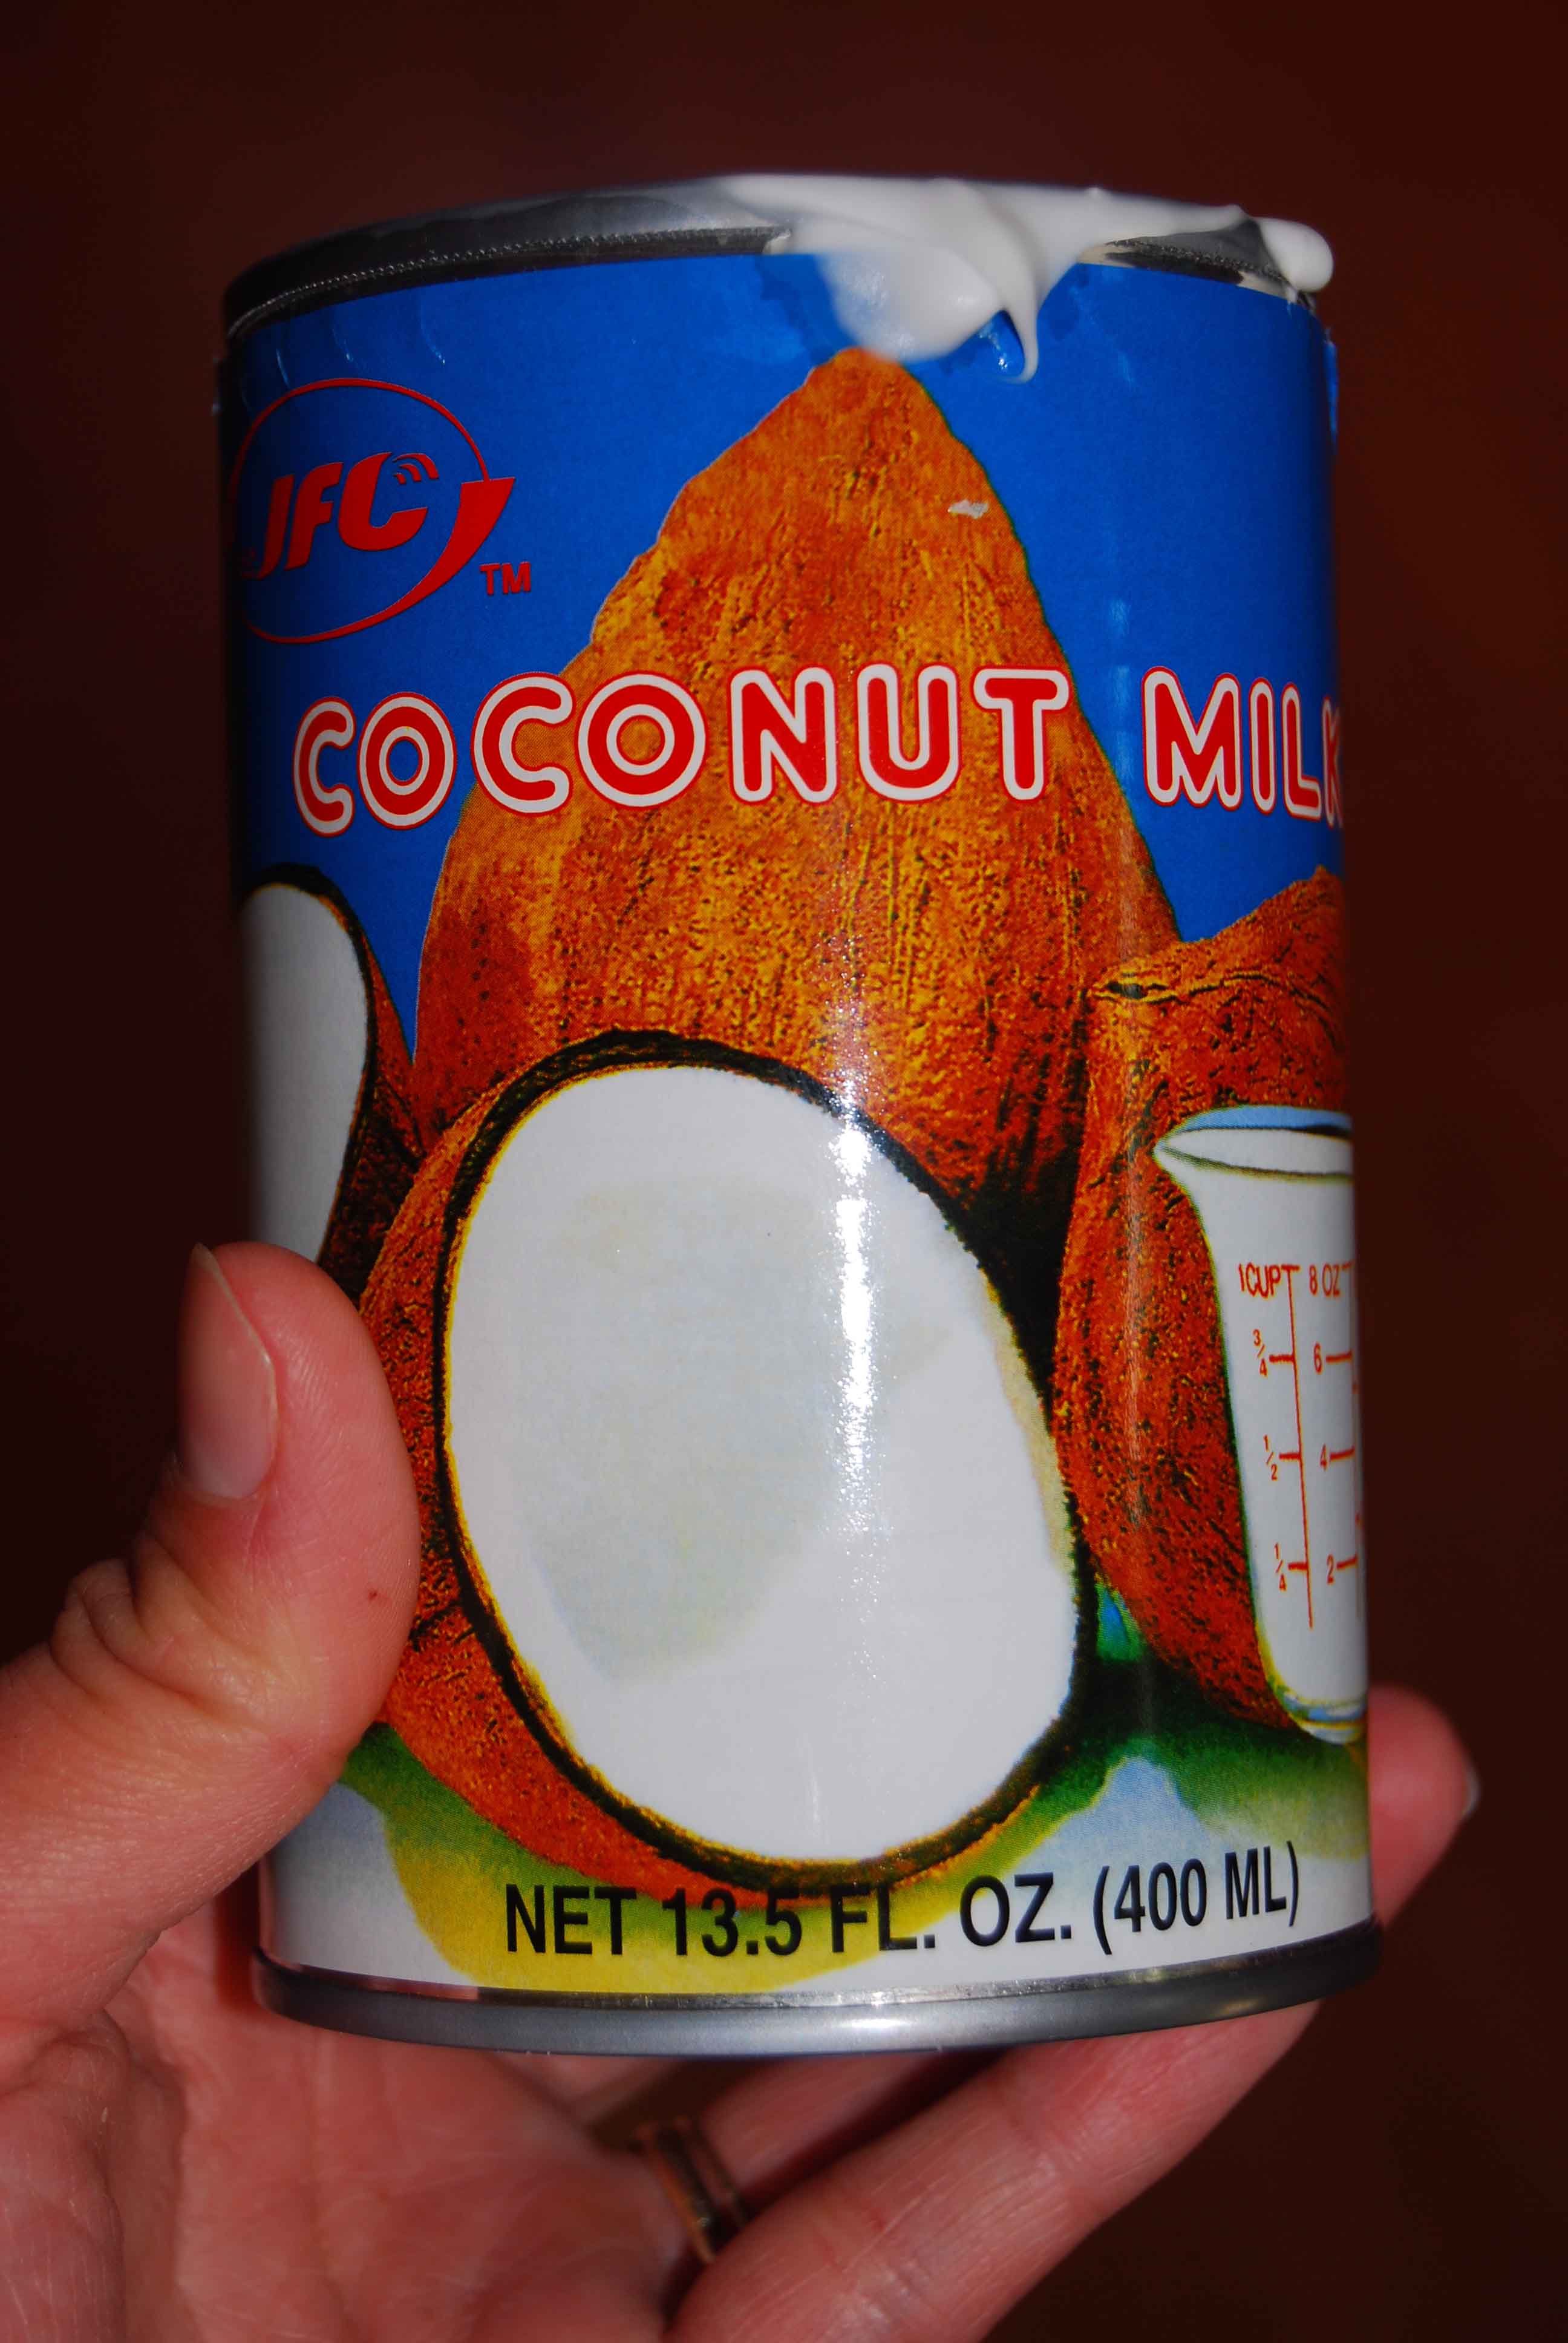 JFC
TM
COCONUT MILK
1CUP 8 OZ
3/4 6
1/2 4
1/4 2
NET 13.5 FL. OZ. (400 ML)